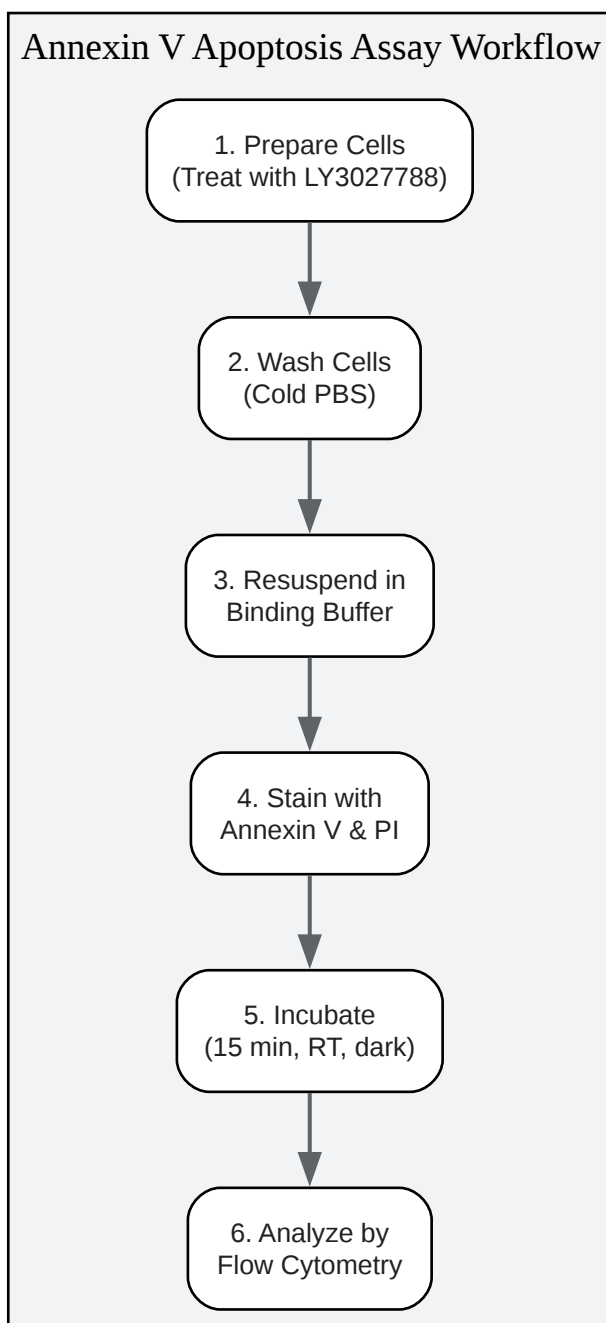 Annexin V Apoptosis Assay Workflow
1. Prepare Cells
(Treat with LY3027788)
2. Wash Cells
(Cold PBS)
3. Resuspend in
Binding Buffer
4. Stain with
Annexin V & PI
5. Incubate
(15 min, RT, dark)
6. Analyze by
Flow Cytometry